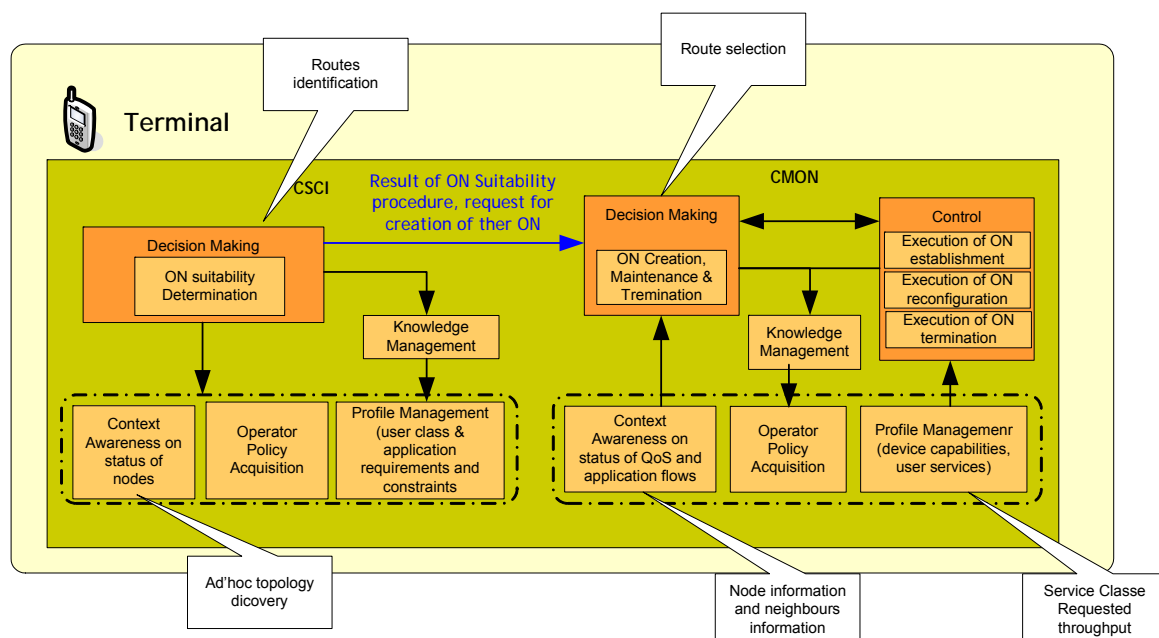 Routes
identification
Route selection
Terminal
CSCI
Result of ON Suitability
procedure, request for
creation of ther ON
CMON
Decision Making
ON suitability
Determination
Decision Making
ON Creation,
Maintenance &
Tremination
Control
Execution of ON
establishment
Execution of ON
reconfiguration
Execution of ON
termination
Knowledge
Management
Knowledge
Management
Context
Awareness on
status of
nodes
Operator
Policy
Acquisition
Profile Management
(user class &
application
requirements and
constraints
Context
Awareness on
status of QoS and
application flows
Operator
Policy
Acquisition
Profile Managemenr
(device capabilities,
user services)
Ad'hoc topology
dicovery
Node information
and neighbours
information
Service Classe
Requested
throughput